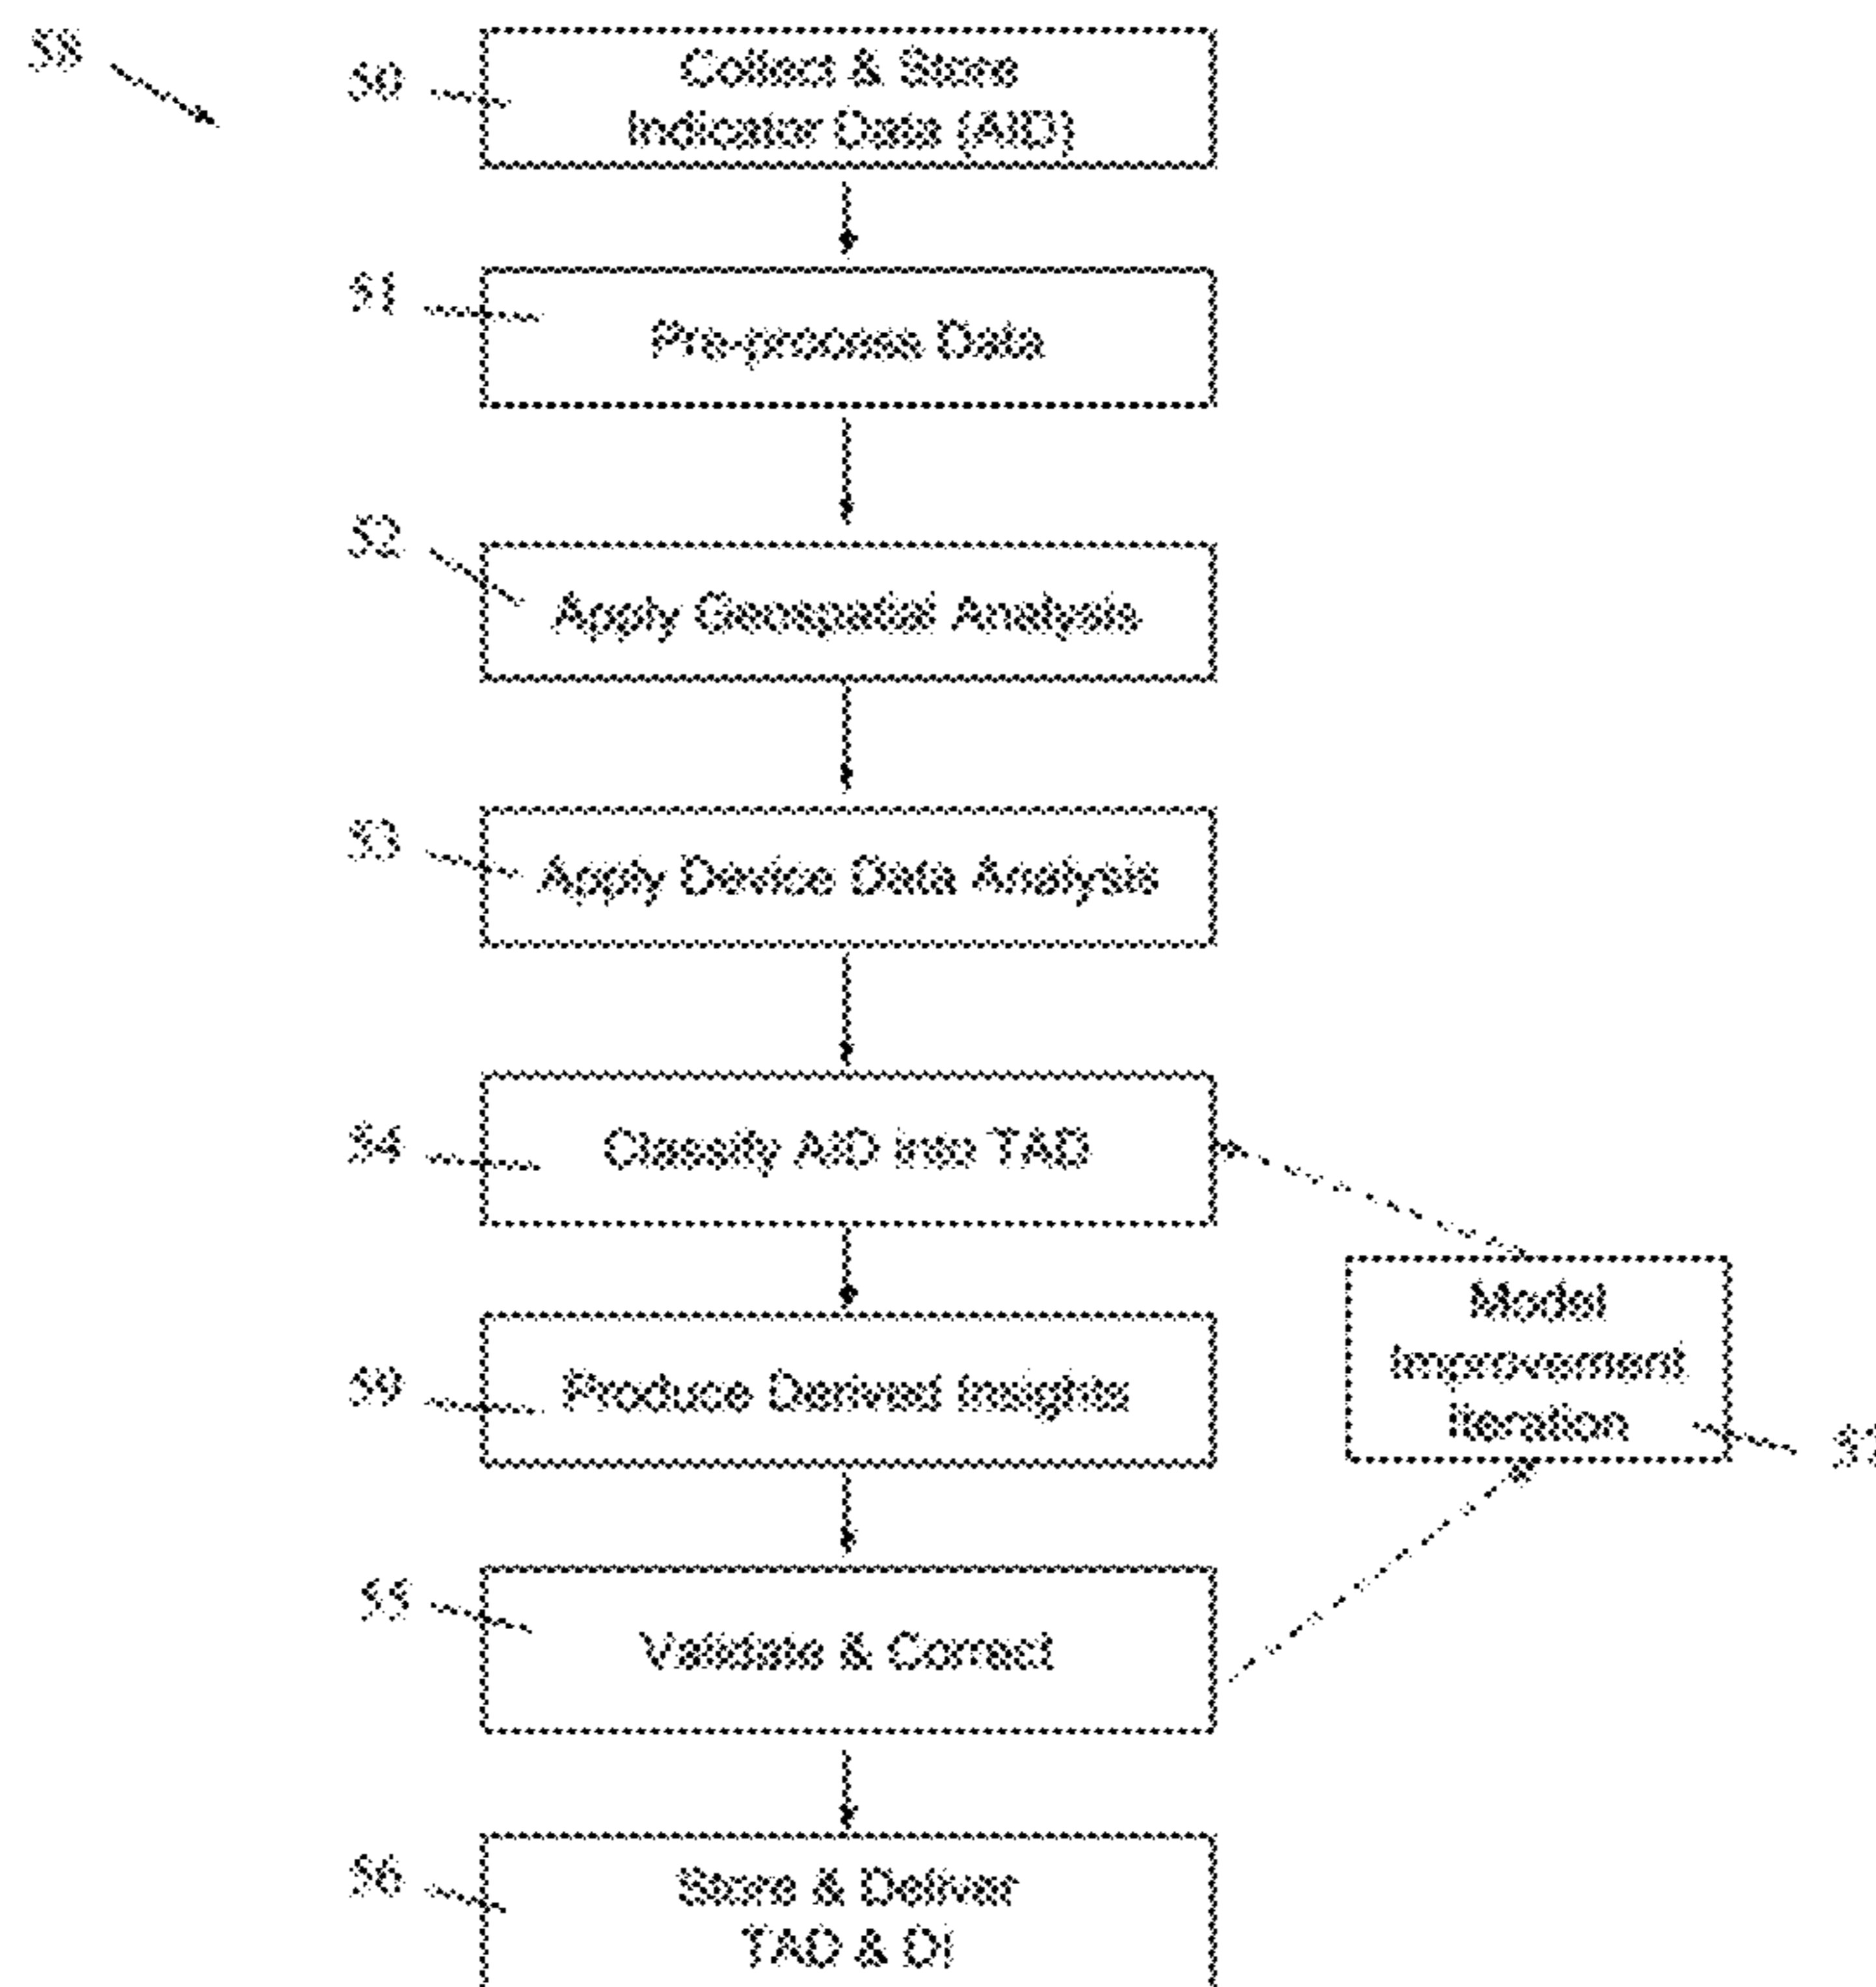 58
50
Collect & Store
Indicator Data (AID)
51
Pre-process Data
52
Apply Geospatial Analysis
53
Apply Device Data Analysis
54
Classify AID into TAD
59
Produce Derived Insights
Model
Improvement
Iteration
55
Validate & Correct
56
Store & Deliver
TAD & DI